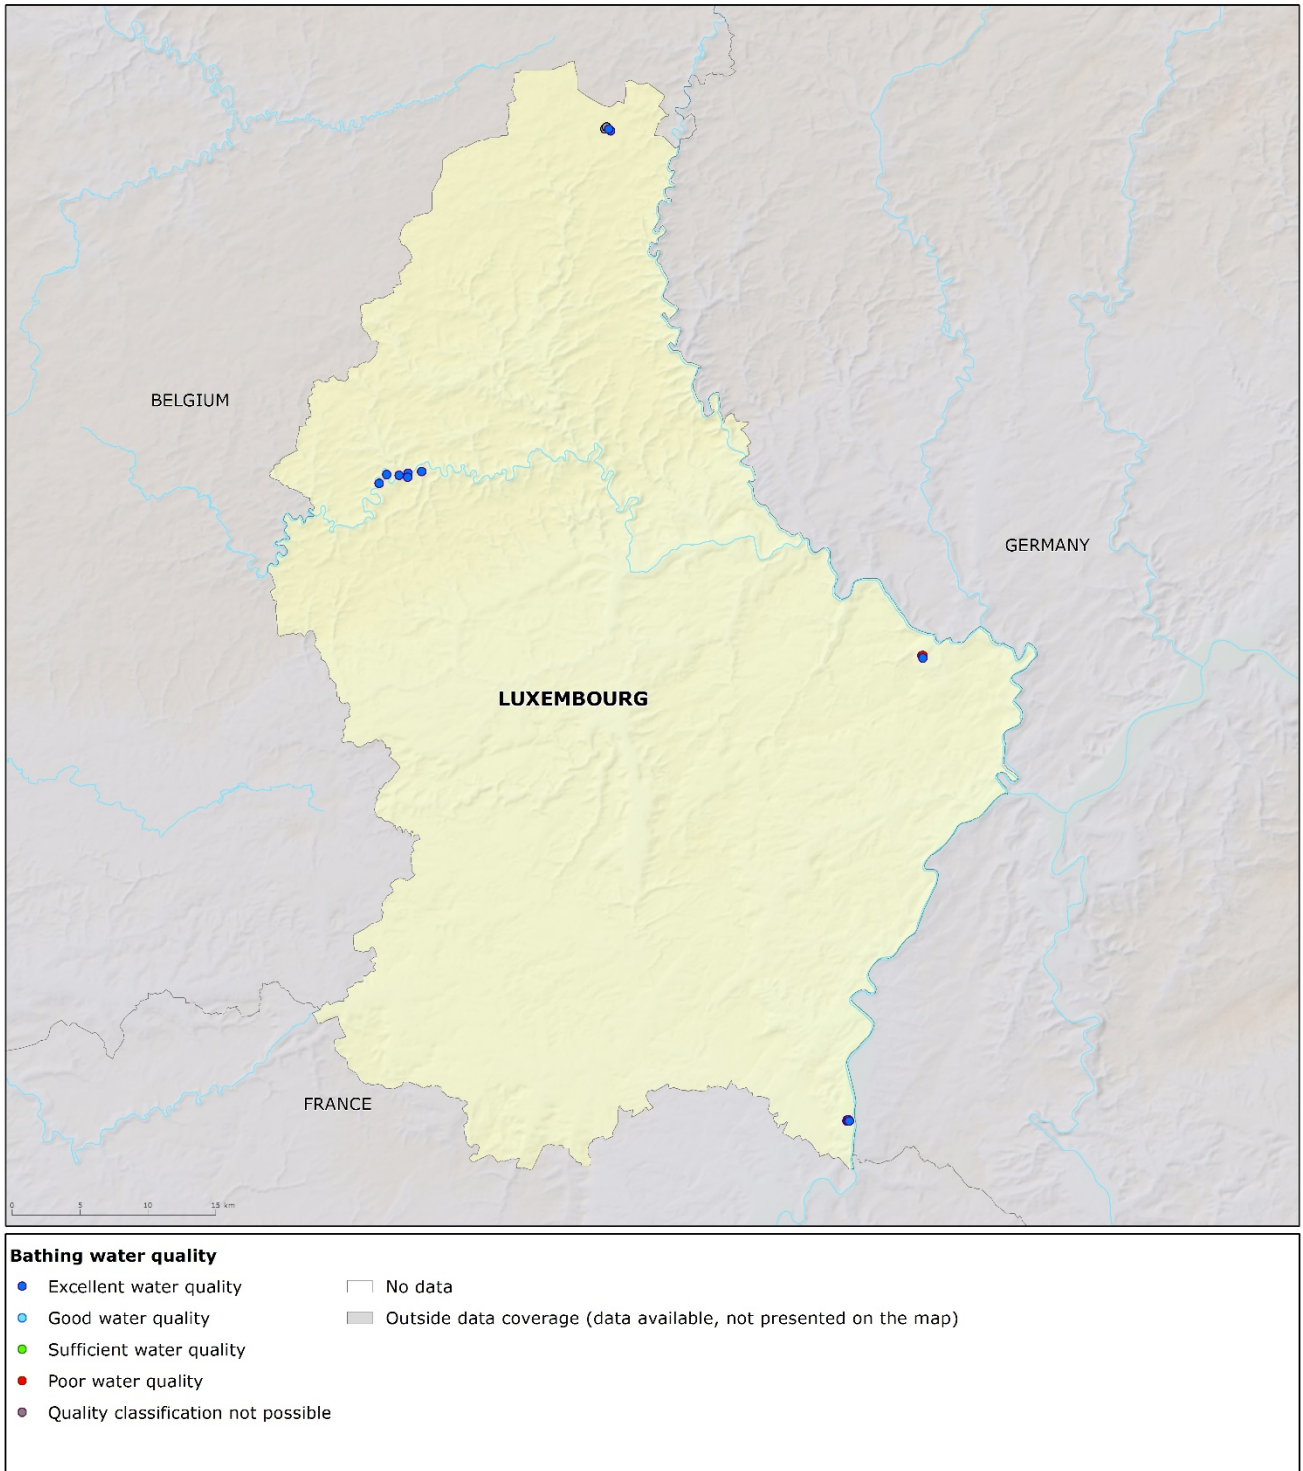 BELGIUM
GERMANY
LUXEMBOURG
FRANCE
0 5 10 15 km
Bathing water quality
Excellent water quality
Good water quality
Sufficient water quality
Poor water quality
Quality classification not possible
No data
Outside data coverage (data available, not presented on the map)